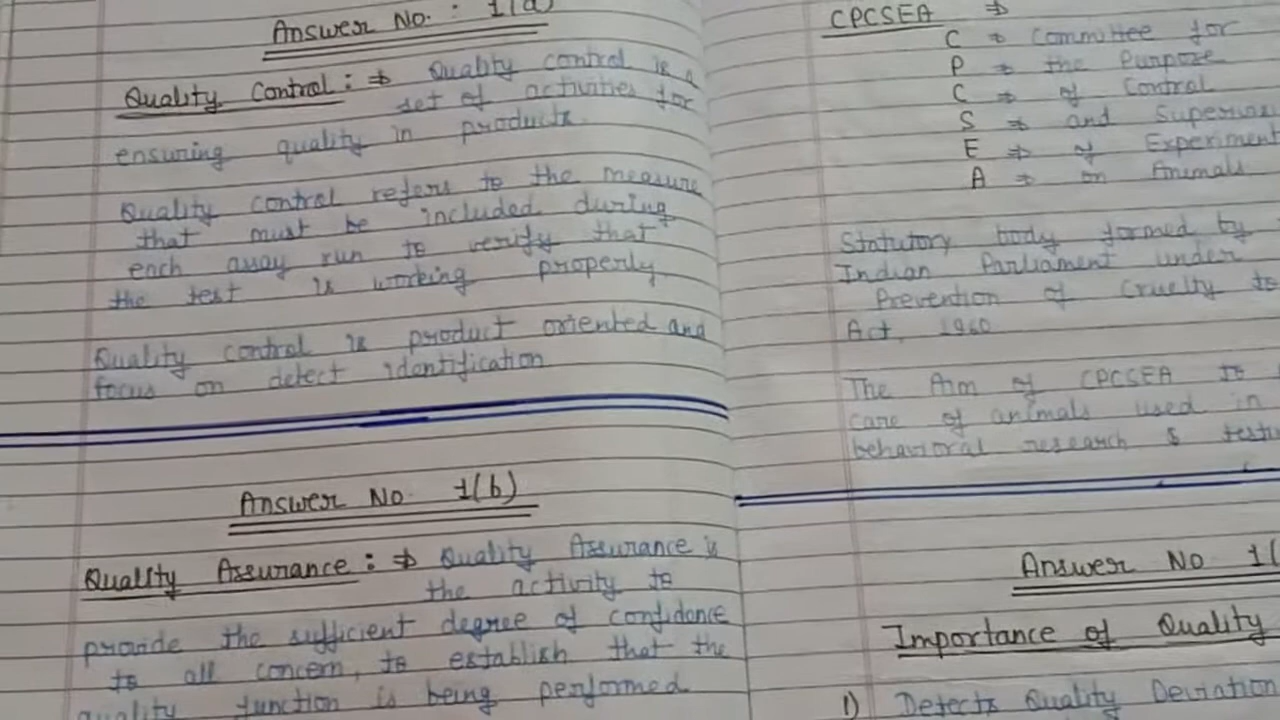 Answer No. : 1(a)
Quality Control : ⇒ Quality control is a
set of activities for
ensuring quality in products.
Quality control refers to the measure
that must be included during
each assay run to verify that
the test is working properly
Quality control is product oriented and
focus on detect identification
Answer No 1(b)
Quality Assurance : ⇒ Quality Assurance is
the activity to
provide the sufficient degree of confidence
to all concern, to establish that the
quality function is being performed
CPCSEA ⇒
C ⇒ Committee for
P ⇒ the Purpose
C ⇒ of Control
S ⇒ and
E ⇒ of Experiment
A ⇒ on Animals
Statutory body formed by
Indian Parliament under
Prevention of Cruelty to
Act, 1960
The Aim of CPCSEA to
care of animals used in
behavioral research &
Answer No 1(
Importance of Quality
1) Detects Quality Deviation